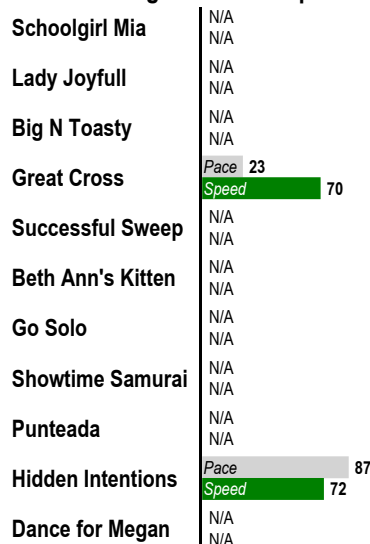 Schoolgirl Mia
N/A
N/A
Lady Joyfull
N/A
N/A
Big N Toasty
N/A
N/A
Great Cross
Pace 23
Speed 70
Successful Sweep
N/A
N/A
Beth Ann's Kitten
N/A
N/A
Go Solo
N/A
N/A
Showtime Samurai
N/A
N/A
Punteada
N/A
N/A
Hidden Intentions
Pace 87
Speed 72
Dance for Megan
N/A
N/A